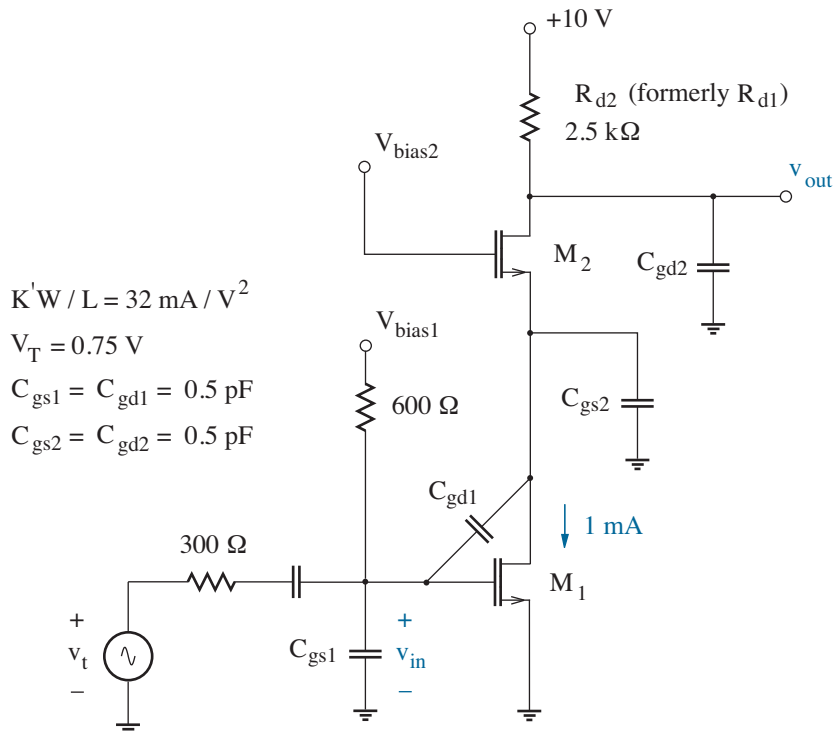 +10 V
R_d2 (formerly R_d1)
2.5 kΩ
V_bias2
v_out
M_2
C_gd2
K'W / L = 32 mA / V^2
V_T = 0.75 V
C_gs1 = C_gd1 = 0.5 pF
C_gs2 = C_gd2 = 0.5 pF
V_bias1
600 Ω
C_gs2
C_gd1
1 mA
300 Ω
M_1
+
v_t
–
C_gs1
+
v_in
–